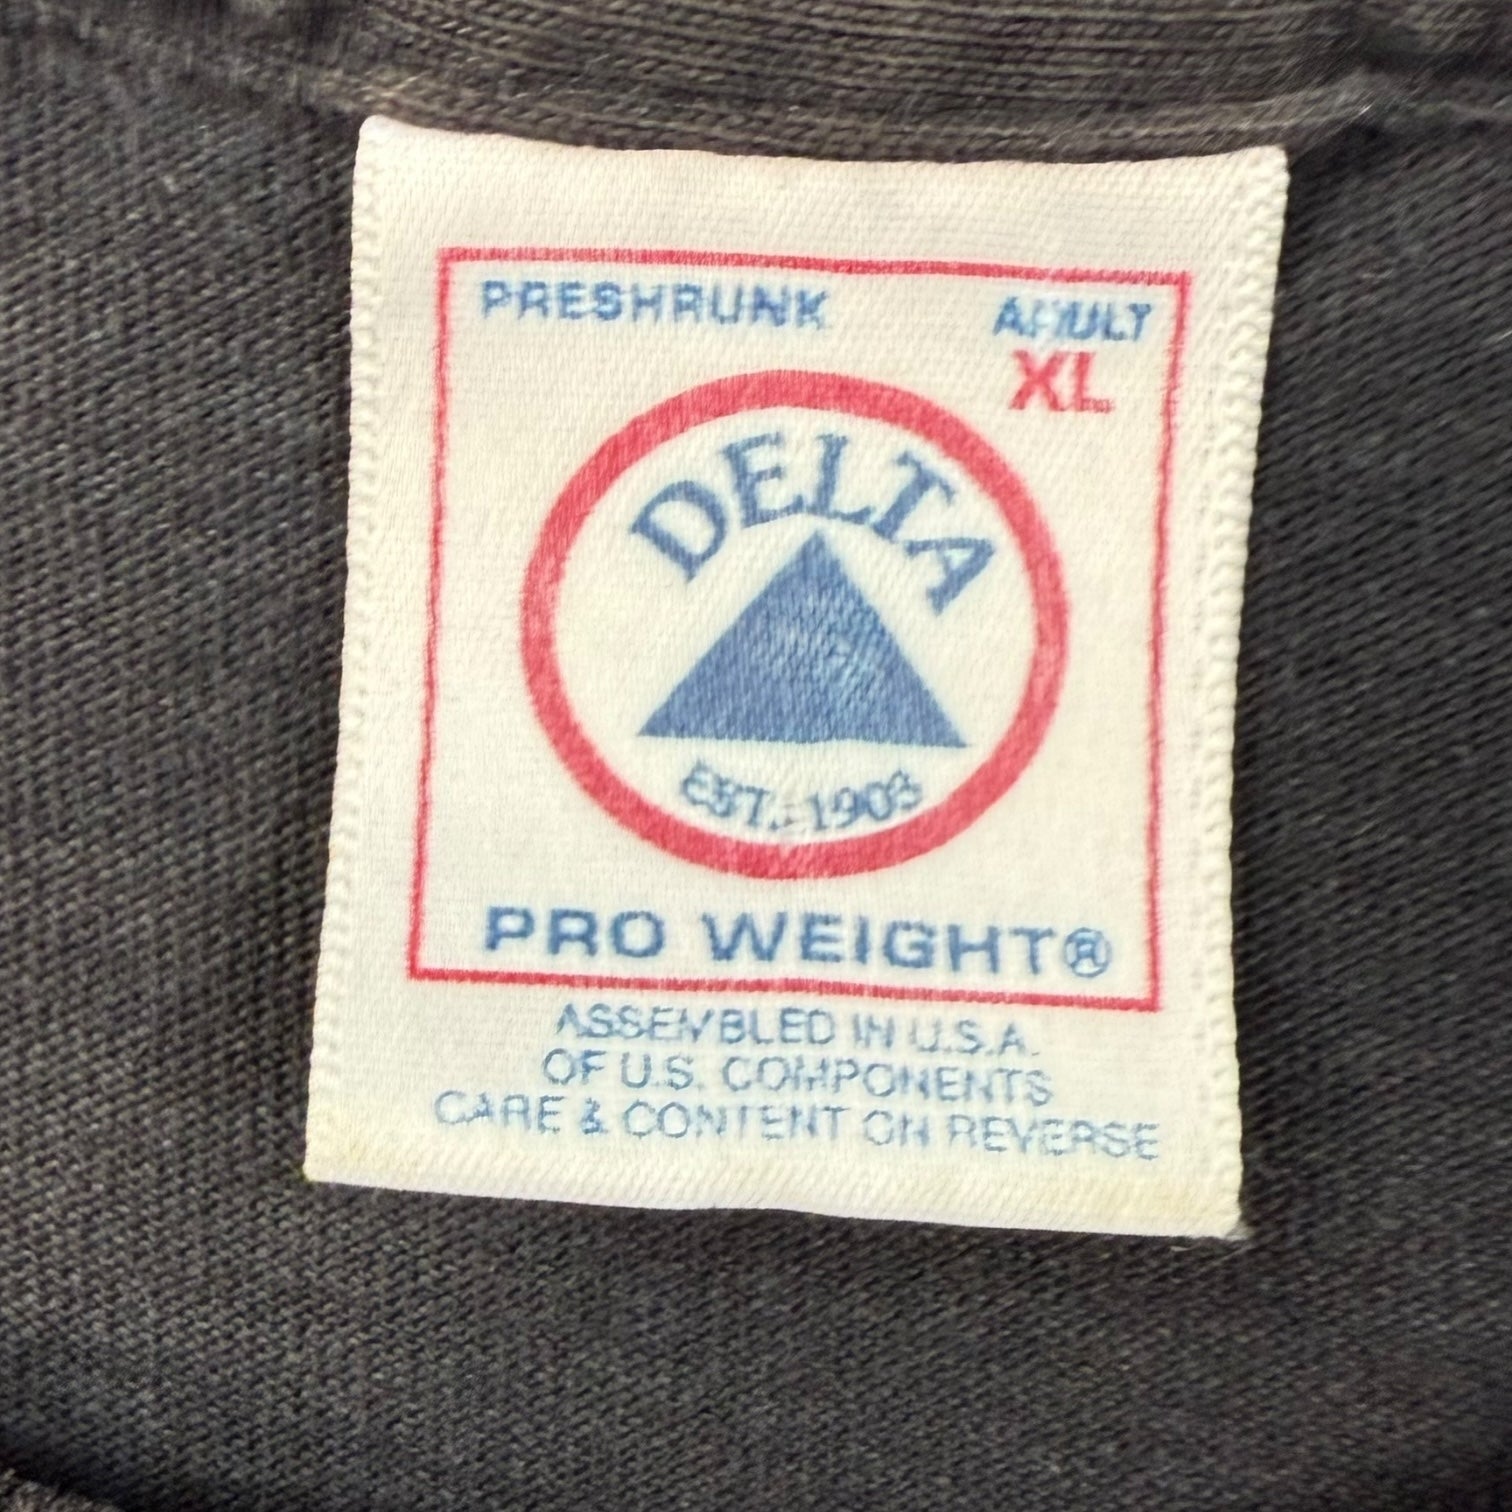 PRESHRUNK
ADULT
XL
DELTA
EST. 1903
PRO WEIGHT®
ASSEMBLED IN U.S.A.
OF U.S. COMPONENTS
CARE & CONTENT ON REVERSE